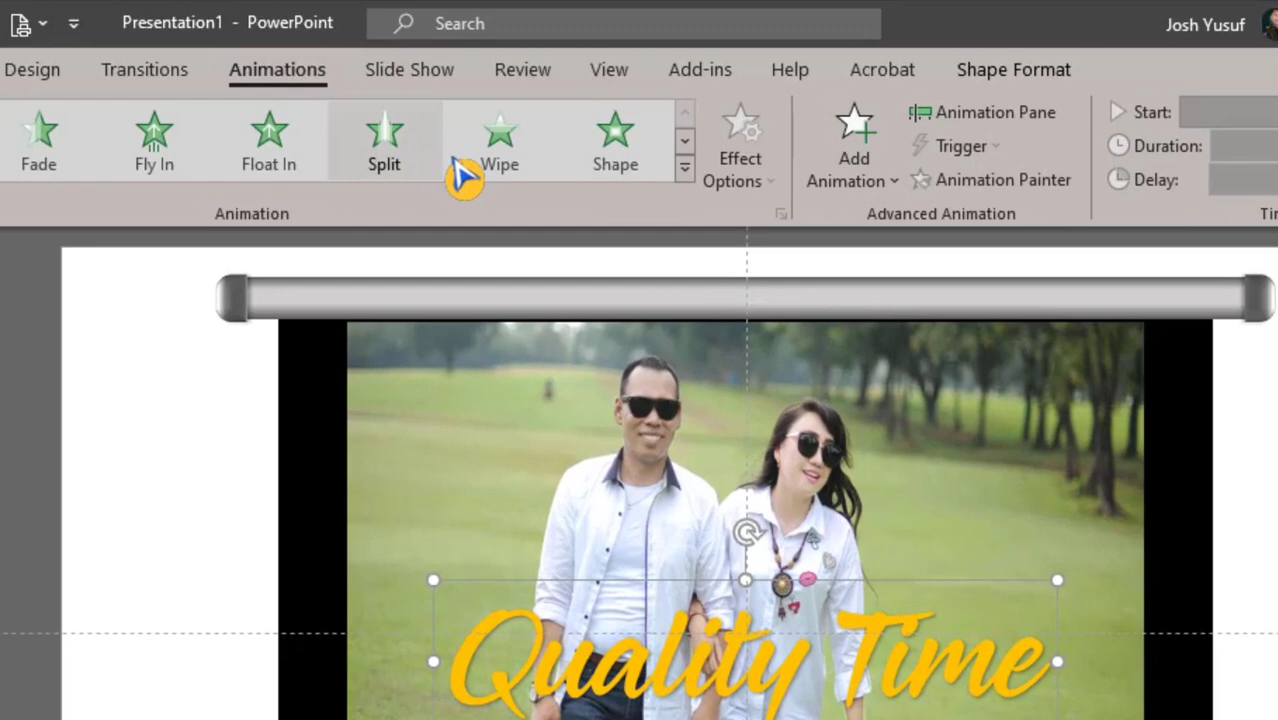 Presentation1 - PowerPoint
Search
Josh Yusuf
Design
Transitions
Animations
Slide Show
Review
View
Add-ins
Help
Acrobat
Shape Format
Fade
Fly In
Float In
Split
Wipe
Shape
Effect
Options
Add
Animation
Animation Pane
Trigger
Animation Painter
Start:
Duration:
Delay:
Animation
Advanced Animation
Quality Time